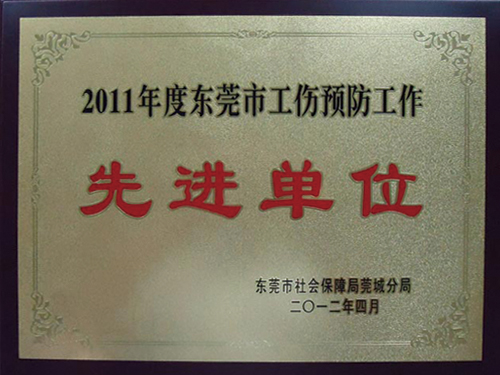 2011年度东莞市工伤预防工作
先进单位
东莞市社会保障局莞城分局
二〇一二年四月